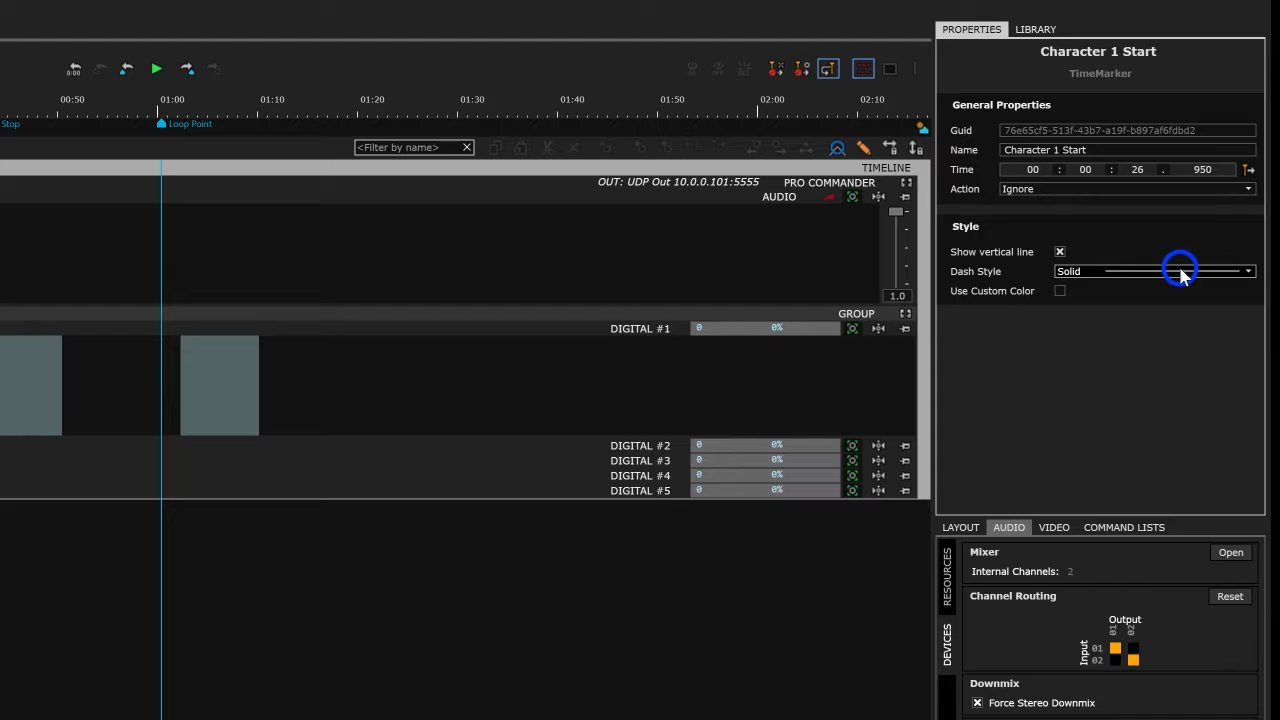 PROPERTIES LIBRARY
Character 1 Start
TimeMarker
0:00
00:50 01:00 01:10 01:20 01:30 01:40 01:50 02:00 02:10
General Properties
Stop Loop Point
Guid 76e65cf5-513f-43b7-a19f-b897af6fdbd2
<Filter by name>
Name Character 1 Start
TIMELINE
Time 00 : 00 : 26 . 950
OUT: UDP Out 10.0.0.101:5555 PRO COMMANDER
Action Ignore
AUDIO
Style
Show vertical line
Dash Style Solid
Use Custom Color
1.0
GROUP
DIGITAL #1 0 0%
DIGITAL #2 0 0%
DIGITAL #3 0 0%
DIGITAL #4 0 0%
DIGITAL #5 0 0%
LAYOUT AUDIO VIDEO COMMAND LISTS
RESOURCES
DEVICES
Mixer Open
Internal Channels: 2
Channel Routing Reset
Output
01 02
Input
01
02
Downmix
Force Stereo Downmix